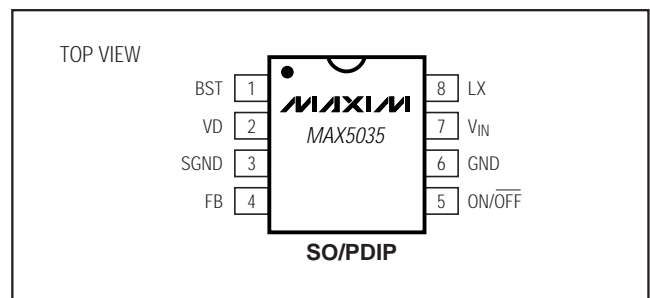 TOP VIEW
BST 1
VD 2
SGND 3
FB 4
MAXIM
MAX5035
8 LX
7 VIN
6 GND
5 ON/OFF
SO/PDIP